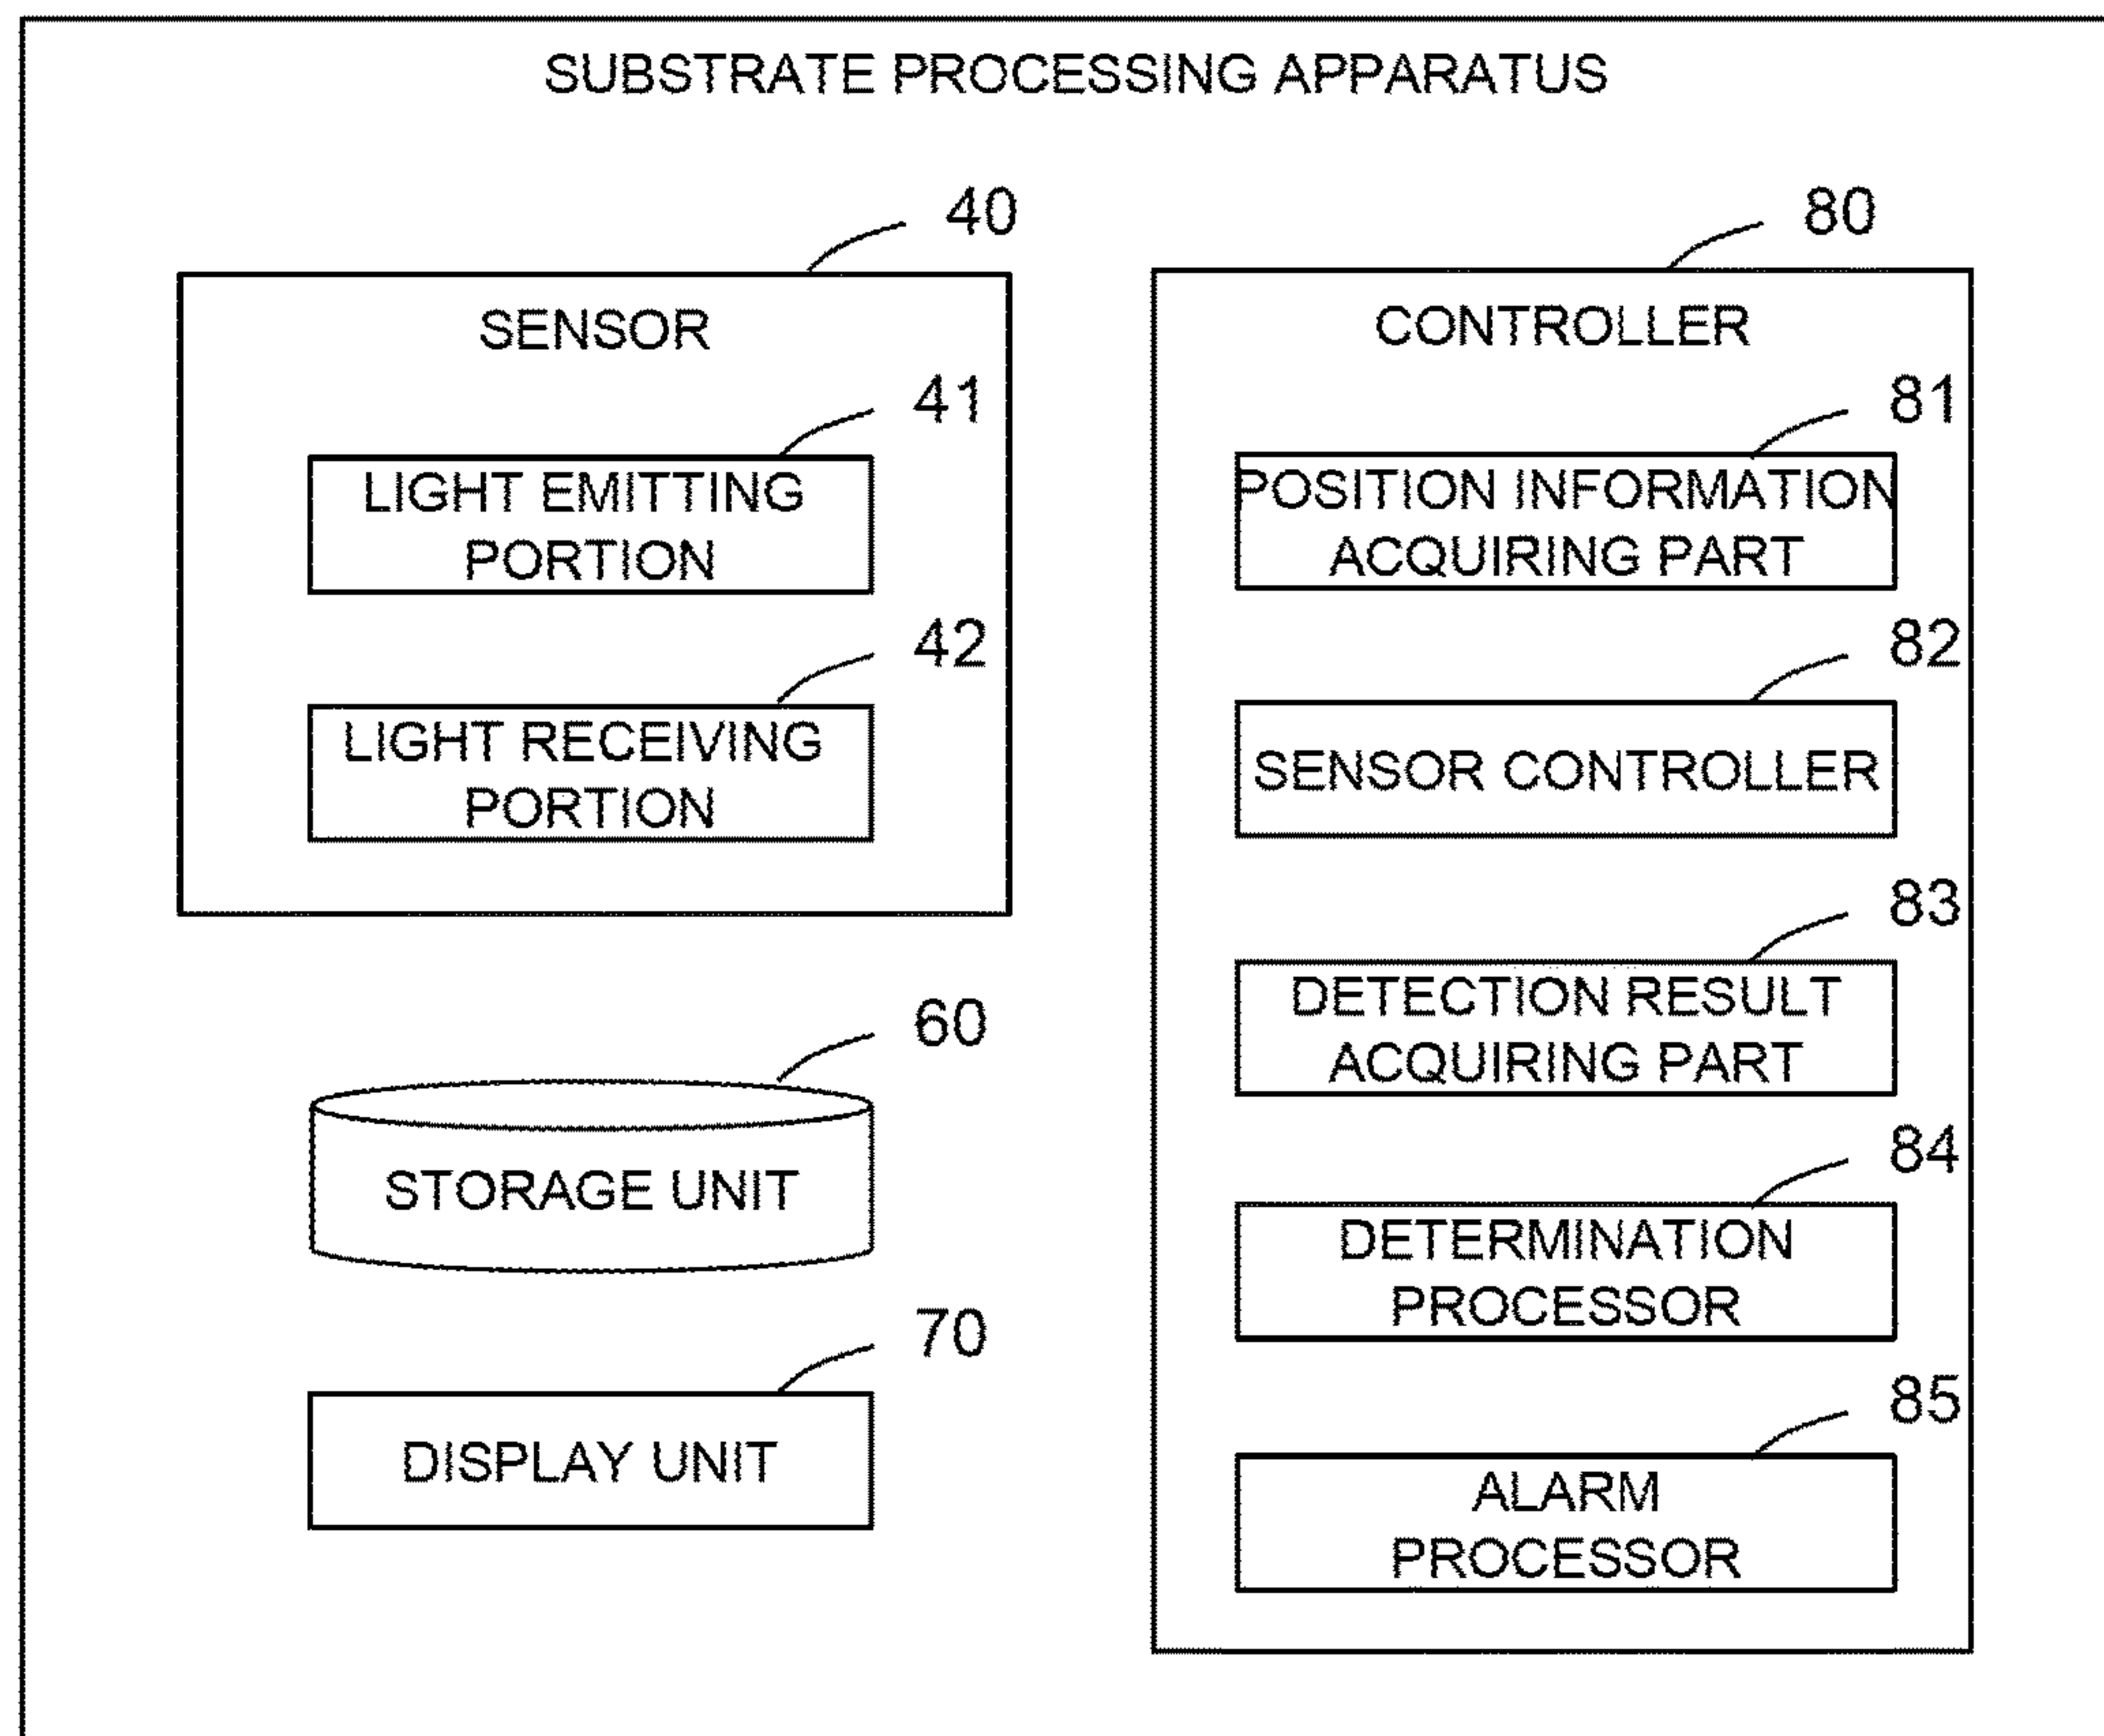 SUBSTRATE PROCESSING APPARATUS
40
SENSOR
41
LIGHT EMITTING
PORTION
42
LIGHT RECEIVING
PORTION
60
STORAGE UNIT
70
DISPLAY UNIT
80
CONTROLLER
81
POSITION INFORMATION
ACQUIRING PART
82
SENSOR CONTROLLER
83
DETECTION RESULT
ACQUIRING PART
84
DETERMINATION
PROCESSOR
85
ALARM
PROCESSOR